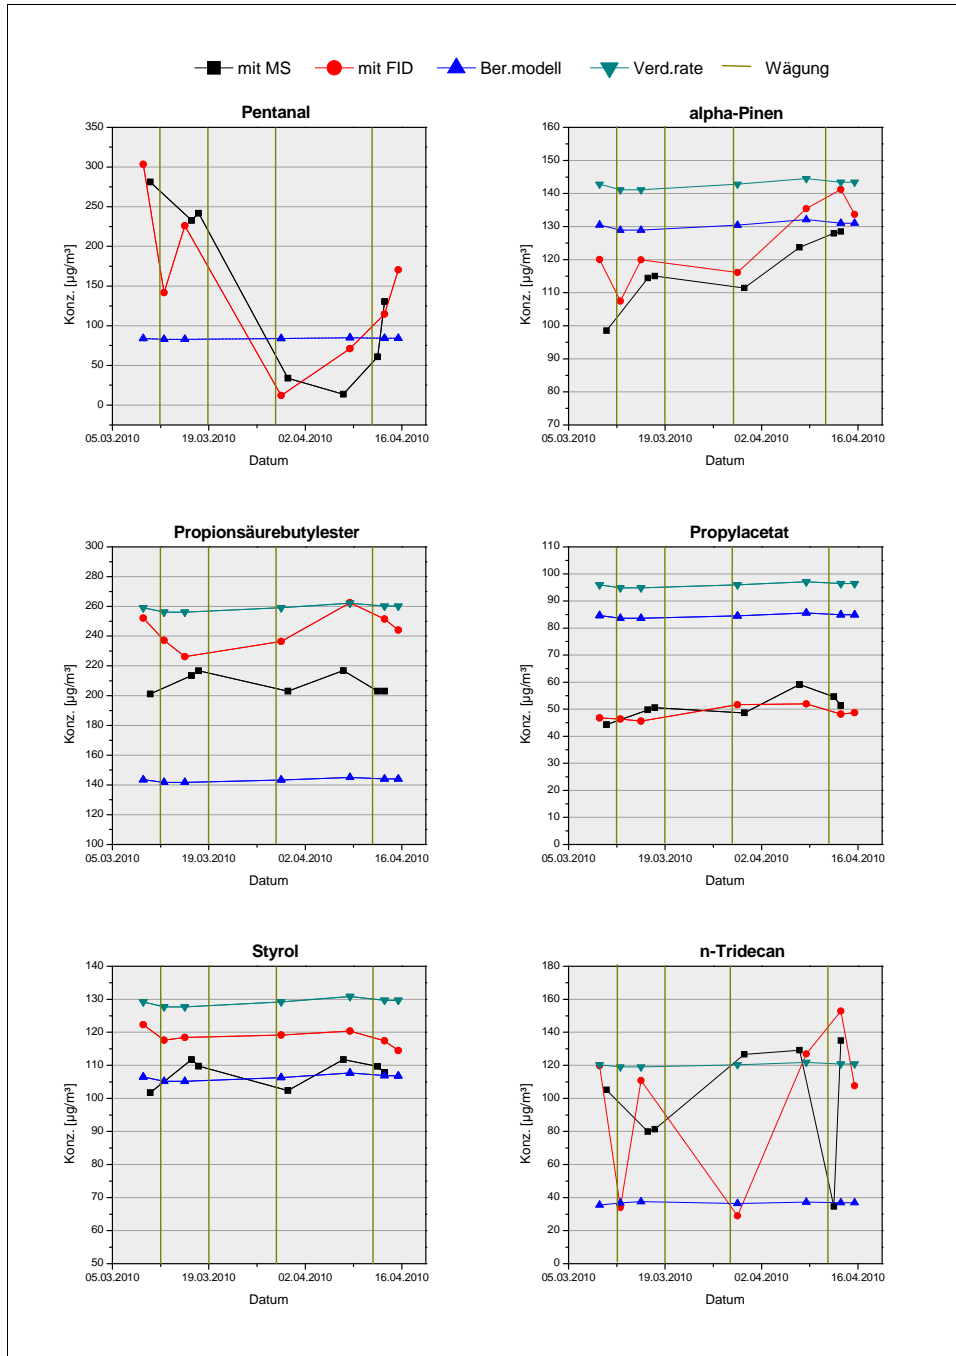 mit MS mit FID Ber.modell Verd.rate Wägung
Pentanal
350
300
250
200
150
100
50
0
Konz. [µg/m³]
05.03.2010 19.03.2010 02.04.2010 16.04.2010
Datum
alpha-Pinen
160
150
140
130
120
110
100
90
80
70
Konz. [µg/m³]
05.03.2010 19.03.2010 02.04.2010 16.04.2010
Datum
Propionsäurebutylester
300
280
260
240
220
200
180
160
140
120
100
Konz. [µg/m³]
05.03.2010 19.03.2010 02.04.2010 16.04.2010
Datum
Propylacetat
110
100
90
80
70
60
50
40
30
20
10
0
Konz. [µg/m³]
05.03.2010 19.03.2010 02.04.2010 16.04.2010
Datum
Styrol
140
130
120
110
100
90
80
70
60
50
Konz. [µg/m³]
05.03.2010 19.03.2010 02.04.2010 16.04.2010
Datum
n-Tridecan
180
160
140
120
100
80
60
40
20
0
Konz. [µg/m³]
05.03.2010 19.03.2010 02.04.2010 16.04.2010
Datum